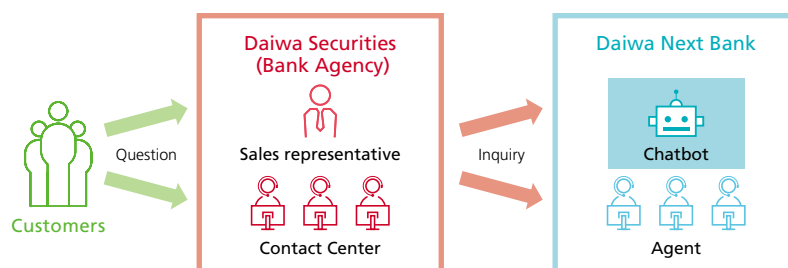 Daiwa Securities
(Bank Agency)
Daiwa Next Bank
Question
Sales representative
Inquiry
Chatbot
Customers
Contact Center
Agent